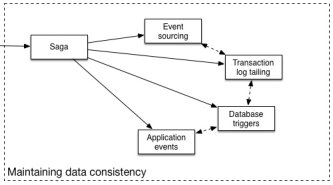 Event
sourcing
Saga
Transaction
log tailing
Database
triggers
Application
events
Maintaining data consistency